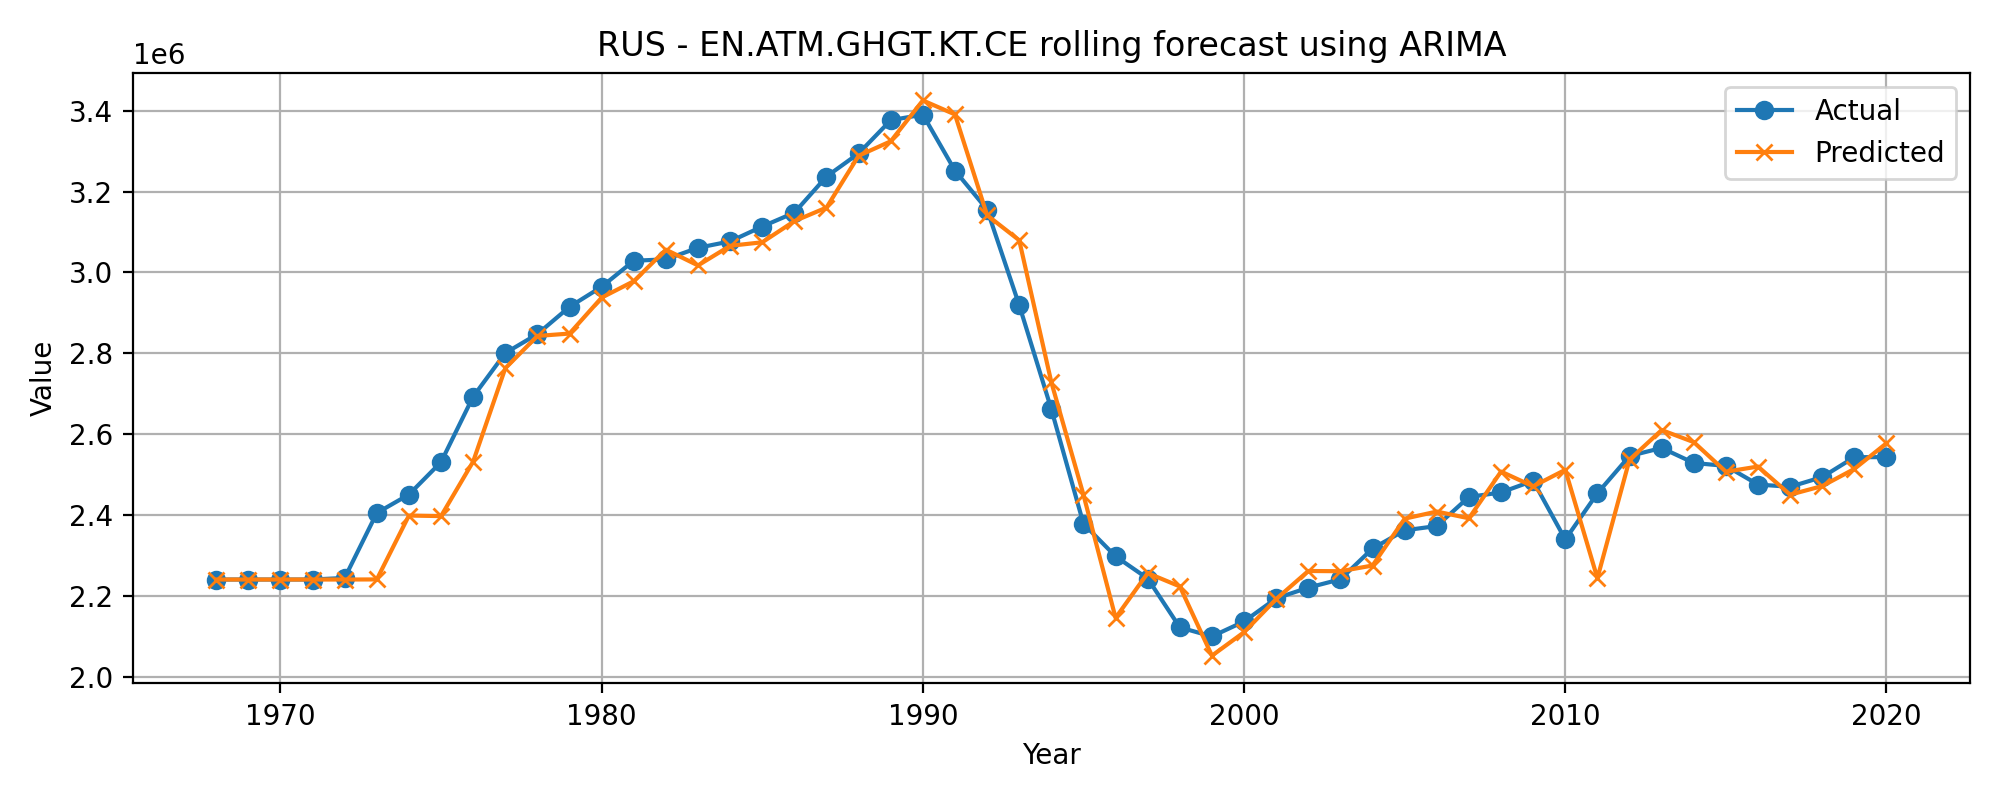 RUS - EN.ATM.GHGT.KT.CE rolling forecast using ARIMA
1e6
Actual
Predicted
3.4
3.2
3.0
2.8
2.6
2.4
2.2
2.0
Value
1970 1980 1990 2000 2010 2020
Year